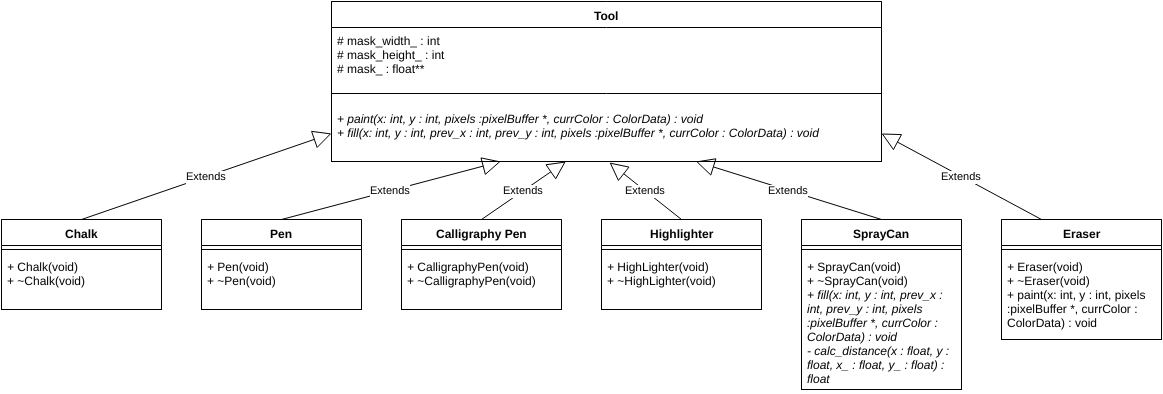 Tool
# mask_width_ : int
# mask_height_ : int
# mask_ : float**
+ paint(x: int, y : int, pixels :pixelBuffer *, currColor : ColorData) : void
+ fill(x: int, y : int, prev_x : int, prev_y : int, pixels :pixelBuffer *, currColor : ColorData) : void
Extends
Extends
Extends
Extends
Extends
Extends
Chalk
+ Chalk(void)
+ ~Chalk(void)
Pen
+ Pen(void)
+ ~Pen(void)
Calligraphy Pen
+ CalligraphyPen(void)
+ ~CalligraphyPen(void)
Highlighter
+ HighLighter(void)
+ ~HighLighter(void)
SprayCan
+ SprayCan(void)
+ ~SprayCan(void)
+ fill(x: int, y : int, prev_x :
int, prev_y : int, pixels
:pixelBuffer *, currColor :
ColorData) : void
- calc_distance(x : float, y :
float, x_ : float, y_ : float) :
float
Eraser
+ Eraser(void)
+ ~Eraser(void)
+ paint(x: int, y : int, pixels
:pixelBuffer *, currColor :
ColorData) : void